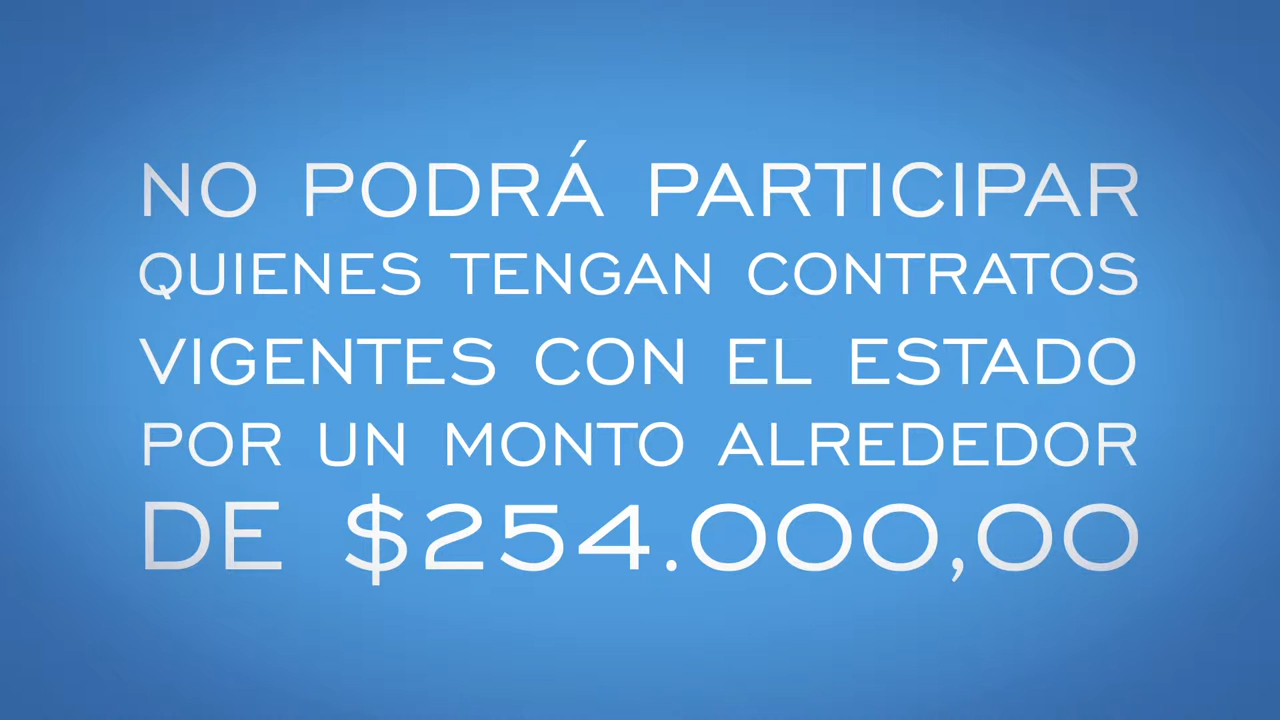 NO PODRÁ PARTICIPAR
QUIENES TENGAN CONTRATOS
VIGENTES CON EL ESTADO
POR UN MONTO ALREDEDOR
DE $254.000,00